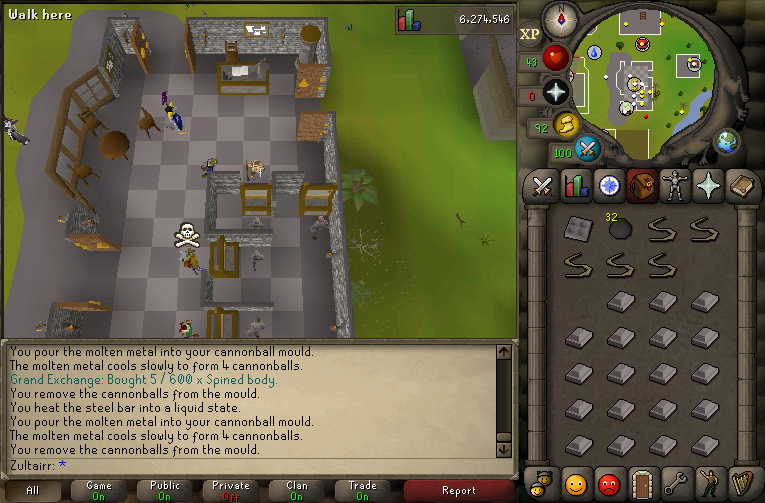 Walk here
6,274,546
XP
43
0
92
100
32
You pour the molten metal into your cannonball mould.
The molten metal cools slowly to form 4 cannonballs.
Grand Exchange: Bought 5 / 600 x Spined body.
You remove the cannonballs from the mould.
You heat the steel bar into a liquid state.
You pour the molten metal into your cannonball mould.
The molten metal cools slowly to form 4 cannonballs.
You remove the cannonballs from the mould.
Zultairr: *
All
Game On
Public On
Private Off
Clan On
Trade On
Report